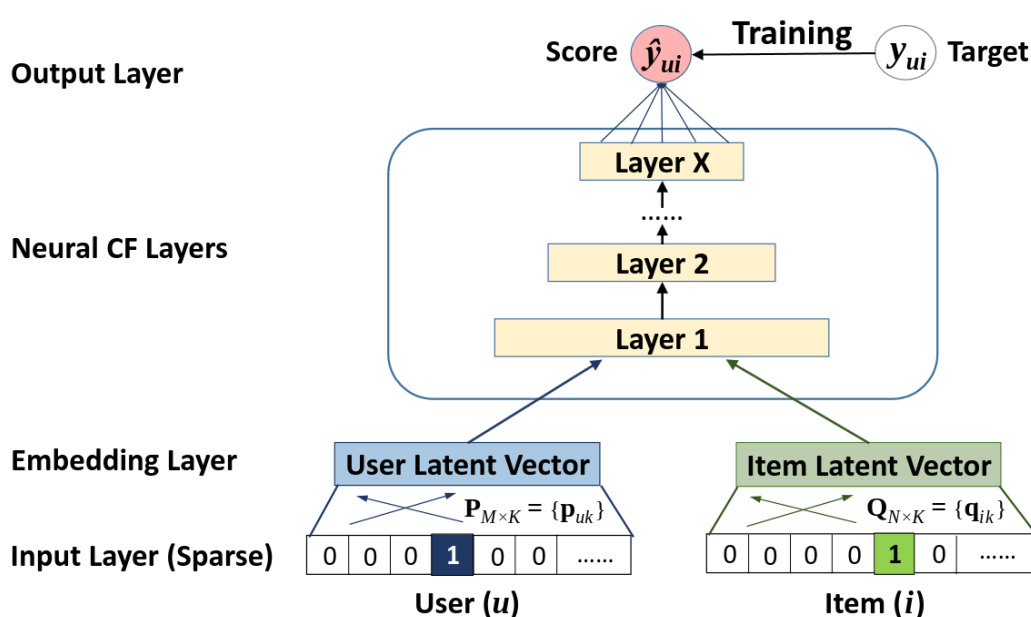 Output Layer
Score
ŷui
Training
yui
Target
Neural CF Layers
Layer X
......
Layer 2
Layer 1
Embedding Layer
User Latent Vector
Item Latent Vector
PM×K = {puk}
QN×K = {qik}
Input Layer (Sparse)
0 0 0 1 0 0 ......
0 0 0 0 1 0 ......
User (u)
Item (i)